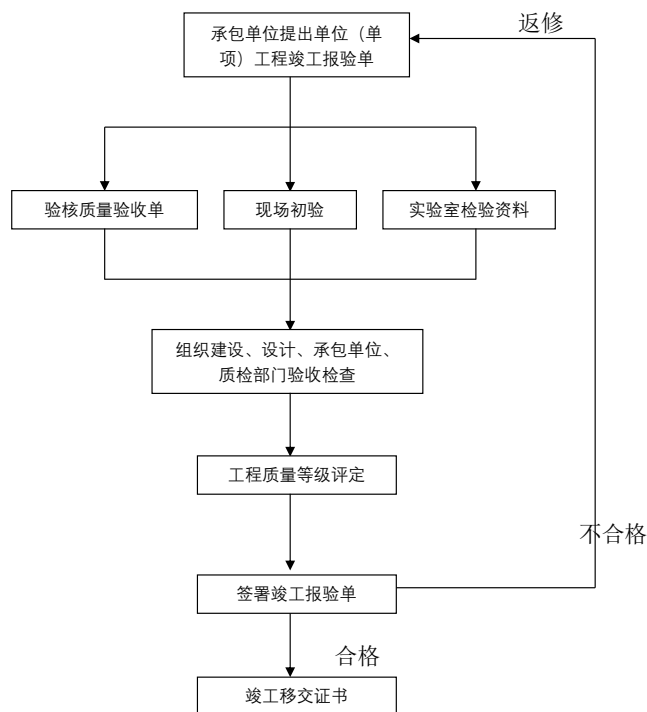 承包单位提出单位（单
项）工程竣工报验单
返修
验核质量验收单
现场初验
实验室检验资料
组织建设、设计、承包单位、
质检部门验收检查
工程质量等级评定
不合格
签署竣工报验单
合格
竣工移交证书